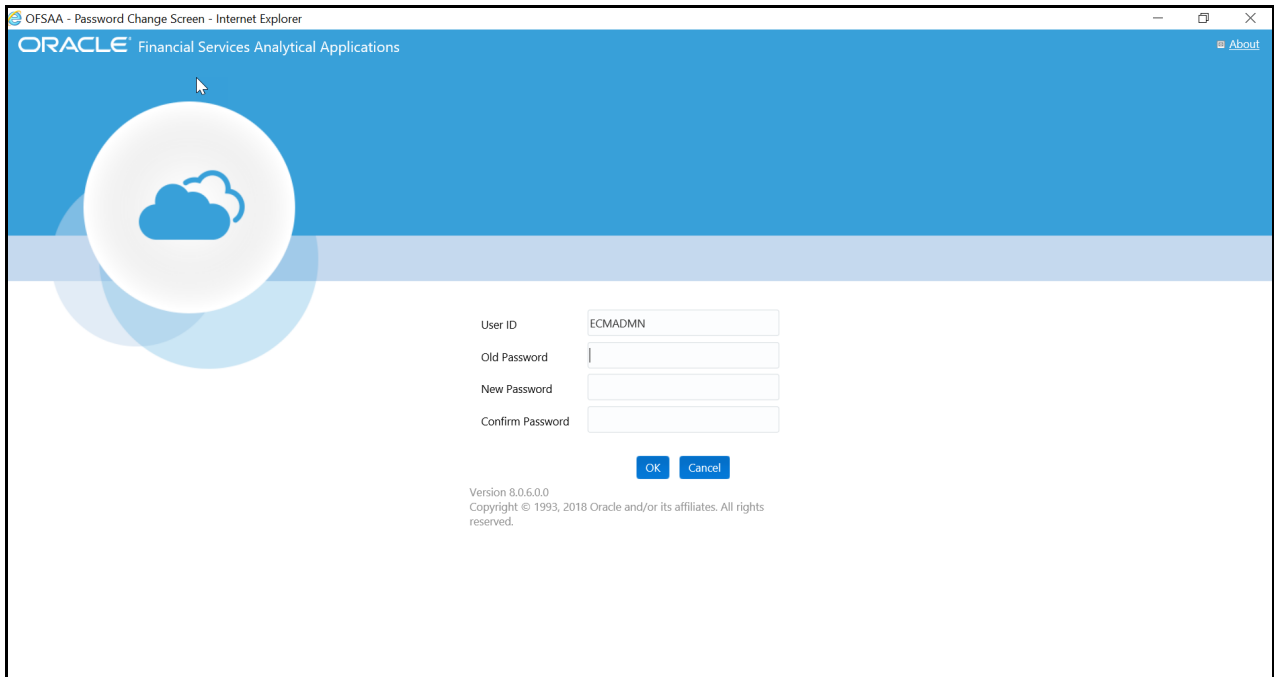 OFSAA - Password Change Screen - Internet Explorer
ORACLE® Financial Services Analytical Applications
About
User ID ECMADMN
Old Password
New Password
Confirm Password
OK Cancel
Version 8.0.6.0.0
Copyright © 1993, 2018 Oracle and/or its affiliates. All rights
reserved.